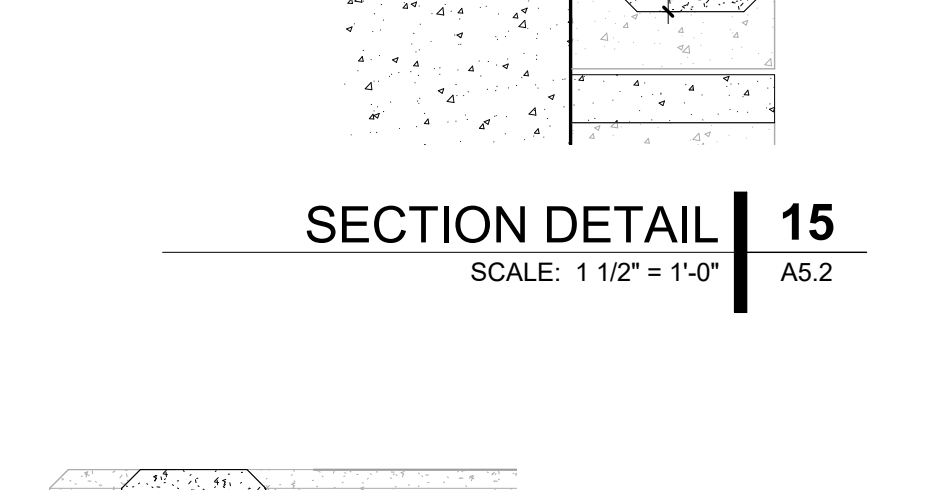 SECTION DETAIL 15
SCALE: 1 1/2" = 1'-0" A5.2